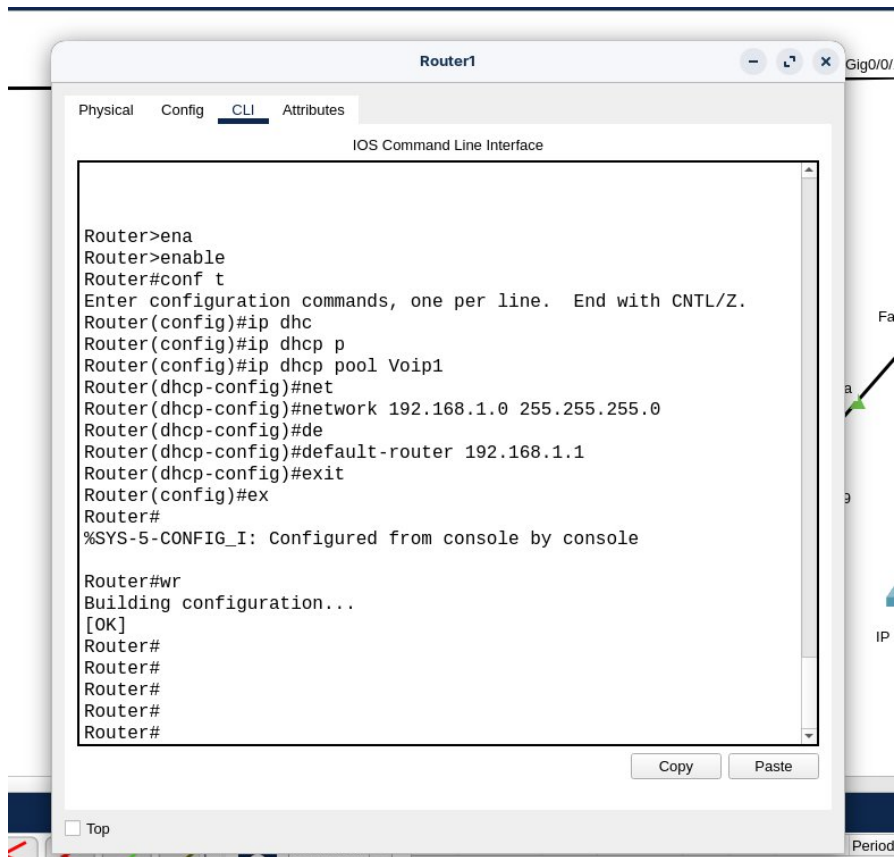 Router1
Gig0/0/
Physical Config CLI Attributes
IOS Command Line Interface
Router>ena
Router>enable
Router#conf t
Enter configuration commands, one per line.  End with CNTL/Z.
Router(config)#ip dhc
Router(config)#ip dhcp p
Router(config)#ip dhcp pool Voip1
Router(dhcp-config)#net
Router(dhcp-config)#network 192.168.1.0 255.255.255.0
Router(dhcp-config)#de
Router(dhcp-config)#default-router 192.168.1.1
Router(dhcp-config)#exit
Router(config)#ex
Router#
%SYS-5-CONFIG_I: Configured from console by console
Router#wr
Building configuration...
[OK]
Router#
Router#
Router#
Router#
Router#
Copy Paste
Top
Fa
a
9
IP
Period